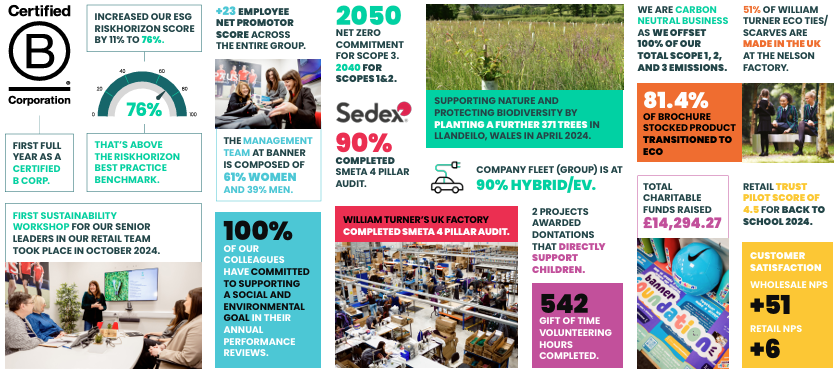 Certified
B
®
Corporation
FIRST FULL
YEAR AS A
CERTIFIED
B CORP.
INCREASED OUR ESG
RISKHORIZON SCORE
BY 11% TO 76%.
0
20
40
60
80
100
76%
THAT'S ABOVE
THE RISKHORIZON
BEST PRACTICE
BENCHMARK.
FIRST SUSTAINABILITY
WORKSHOP FOR OUR SENIOR
LEADERS IN OUR RETAIL TEAM
TOOK PLACE IN OCTOBER 2024.
+23 EMPLOYEE
NET PROMOTOR
SCORE ACROSS
THE ENTIRE GROUP.
THE MANAGEMENT
TEAM AT BANNER
IS COMPOSED OF
61% WOMEN
AND 39% MEN.
100%
OF OUR
COLLEAGUES
HAVE COMMITTED
TO SUPPORTING
A SOCIAL AND
ENVIRONMENTAL
GOAL IN THEIR
ANNUAL
PERFORMANCE
REVIEWS.
2050
NET ZERO
COMMITMENT
FOR SCOPE 3.
2040 FOR
SCOPES 1&2.
Sedex
90%
COMPLETED
SMETA 4 PILLAR
AUDIT.
SUPPORTING NATURE AND
PROTECTING BIODIVERSITY BY
PLANTING A FURTHER 371 TREES IN
LLANDEILO, WALES IN APRIL 2024.
COMPANY FLEET (GROUP) IS AT
90% HYBRID/EV.
WILLIAM TURNER'S UK FACTORY
COMPLETED SMETA 4 PILLAR AUDIT.
2 PROJECTS
AWARDED
DONTATIONS
THAT DIRECTLY
SUPPORT
CHILDREN.
542
GIFT OF TIME
VOLUNTEERING
HOURS
COMPLETED.
WE ARE CARBON
NEUTRAL BUSINESS
AS WE OFFSET
100% OF OUR
TOTAL SCOPE 1, 2,
AND 3 EMISSIONS.
51% OF WILLIAM
TURNER ECO TIES/
SCARVES ARE
MADE IN THE UK
AT THE NELSON
FACTORY.
81.4%
OF BROCHURE
STOCKED PRODUCT
TRANSITIONED TO
ECO
TOTAL
CHARITABLE
FUNDS RAISED
£14,294.27
banner
foundation
RETAIL TRUST
PILOT SCORE OF
4.5 FOR BACK TO
SCHOOL 2024.
CUSTOMER
SATISFACTION
WHOLESALE NPS
+51
RETAIL NPS
+6